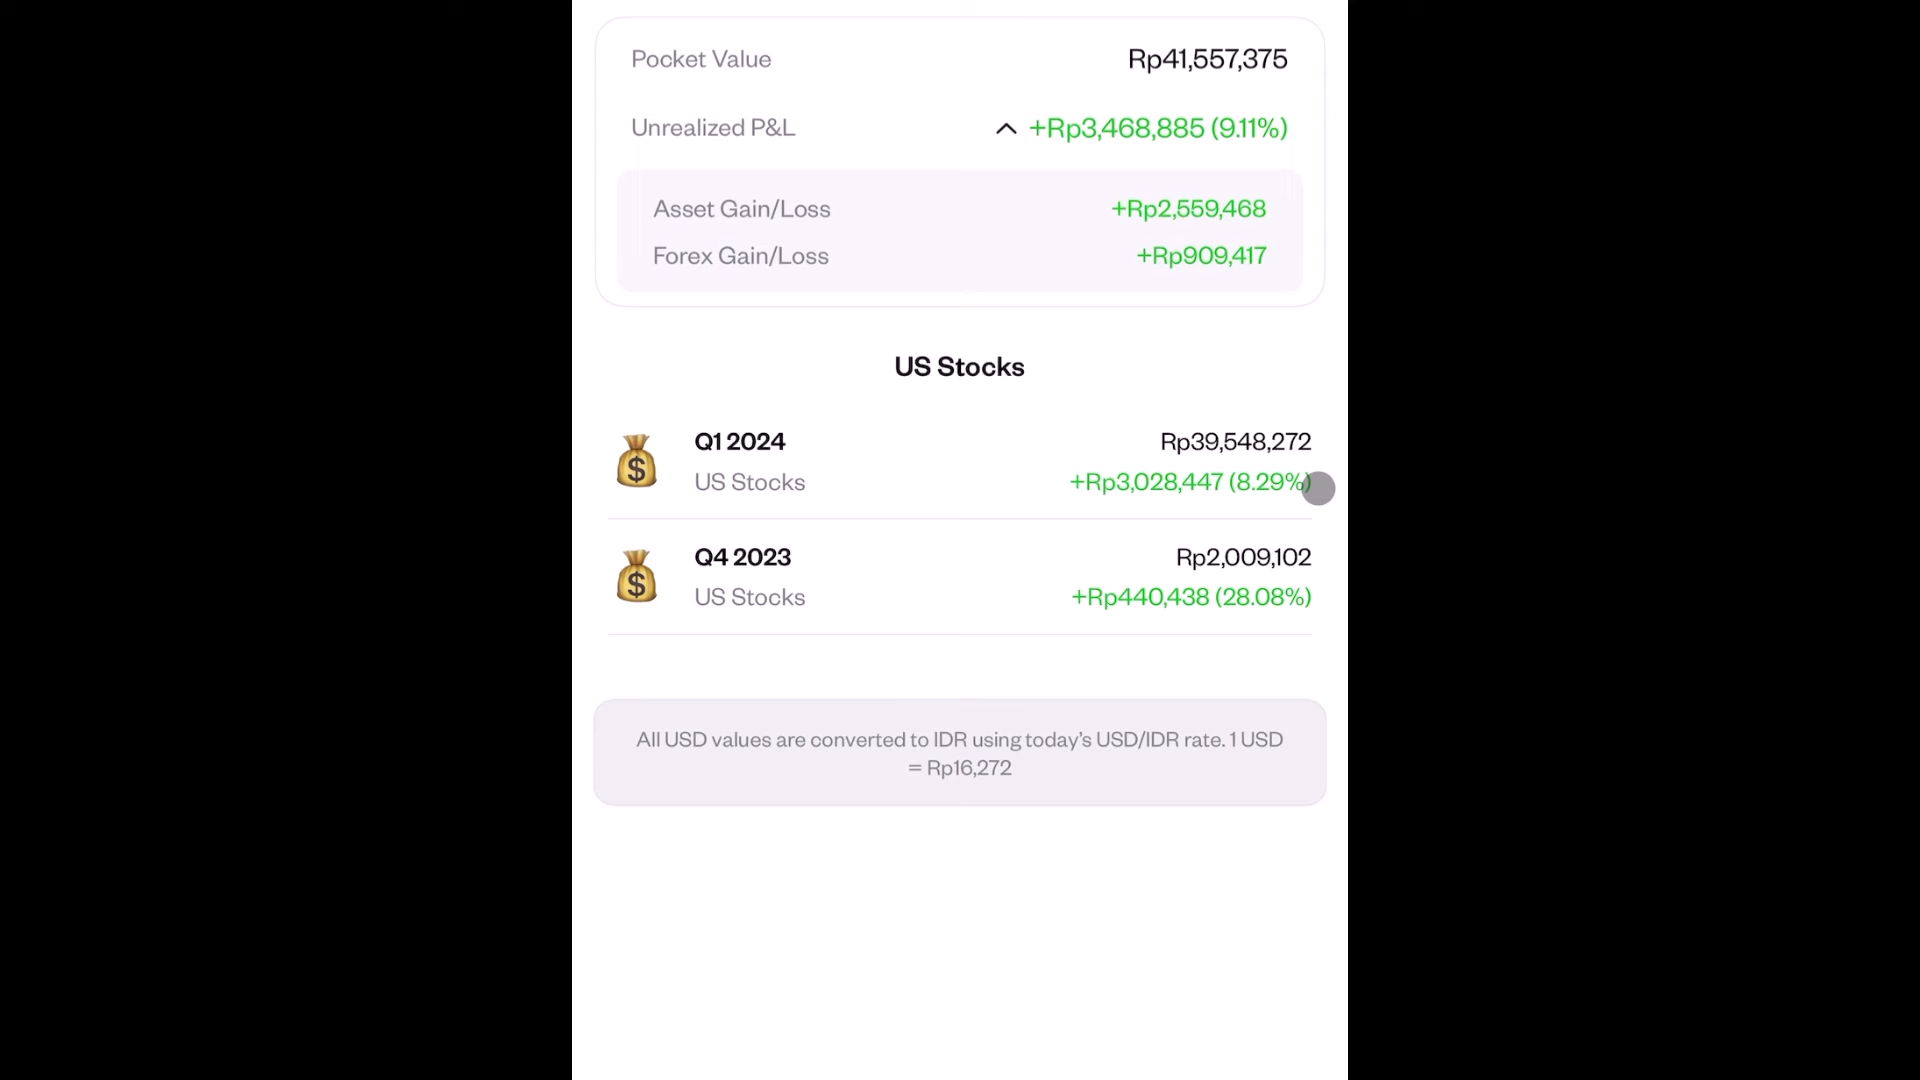 Pocket Value Rp41,557,375
Unrealized P&L +Rp3,468,885 (9.11%)
Asset Gain/Loss +Rp2,559,468
Forex Gain/Loss +Rp909,417
US Stocks
Q1 2024 Rp39,548,272
US Stocks +Rp3,028,447 (8.29%)
Q4 2023 Rp2,009,102
US Stocks +Rp440,438 (28.08%)
All USD values are converted to IDR using today's USD/IDR rate. 1 USD
= Rp16,272